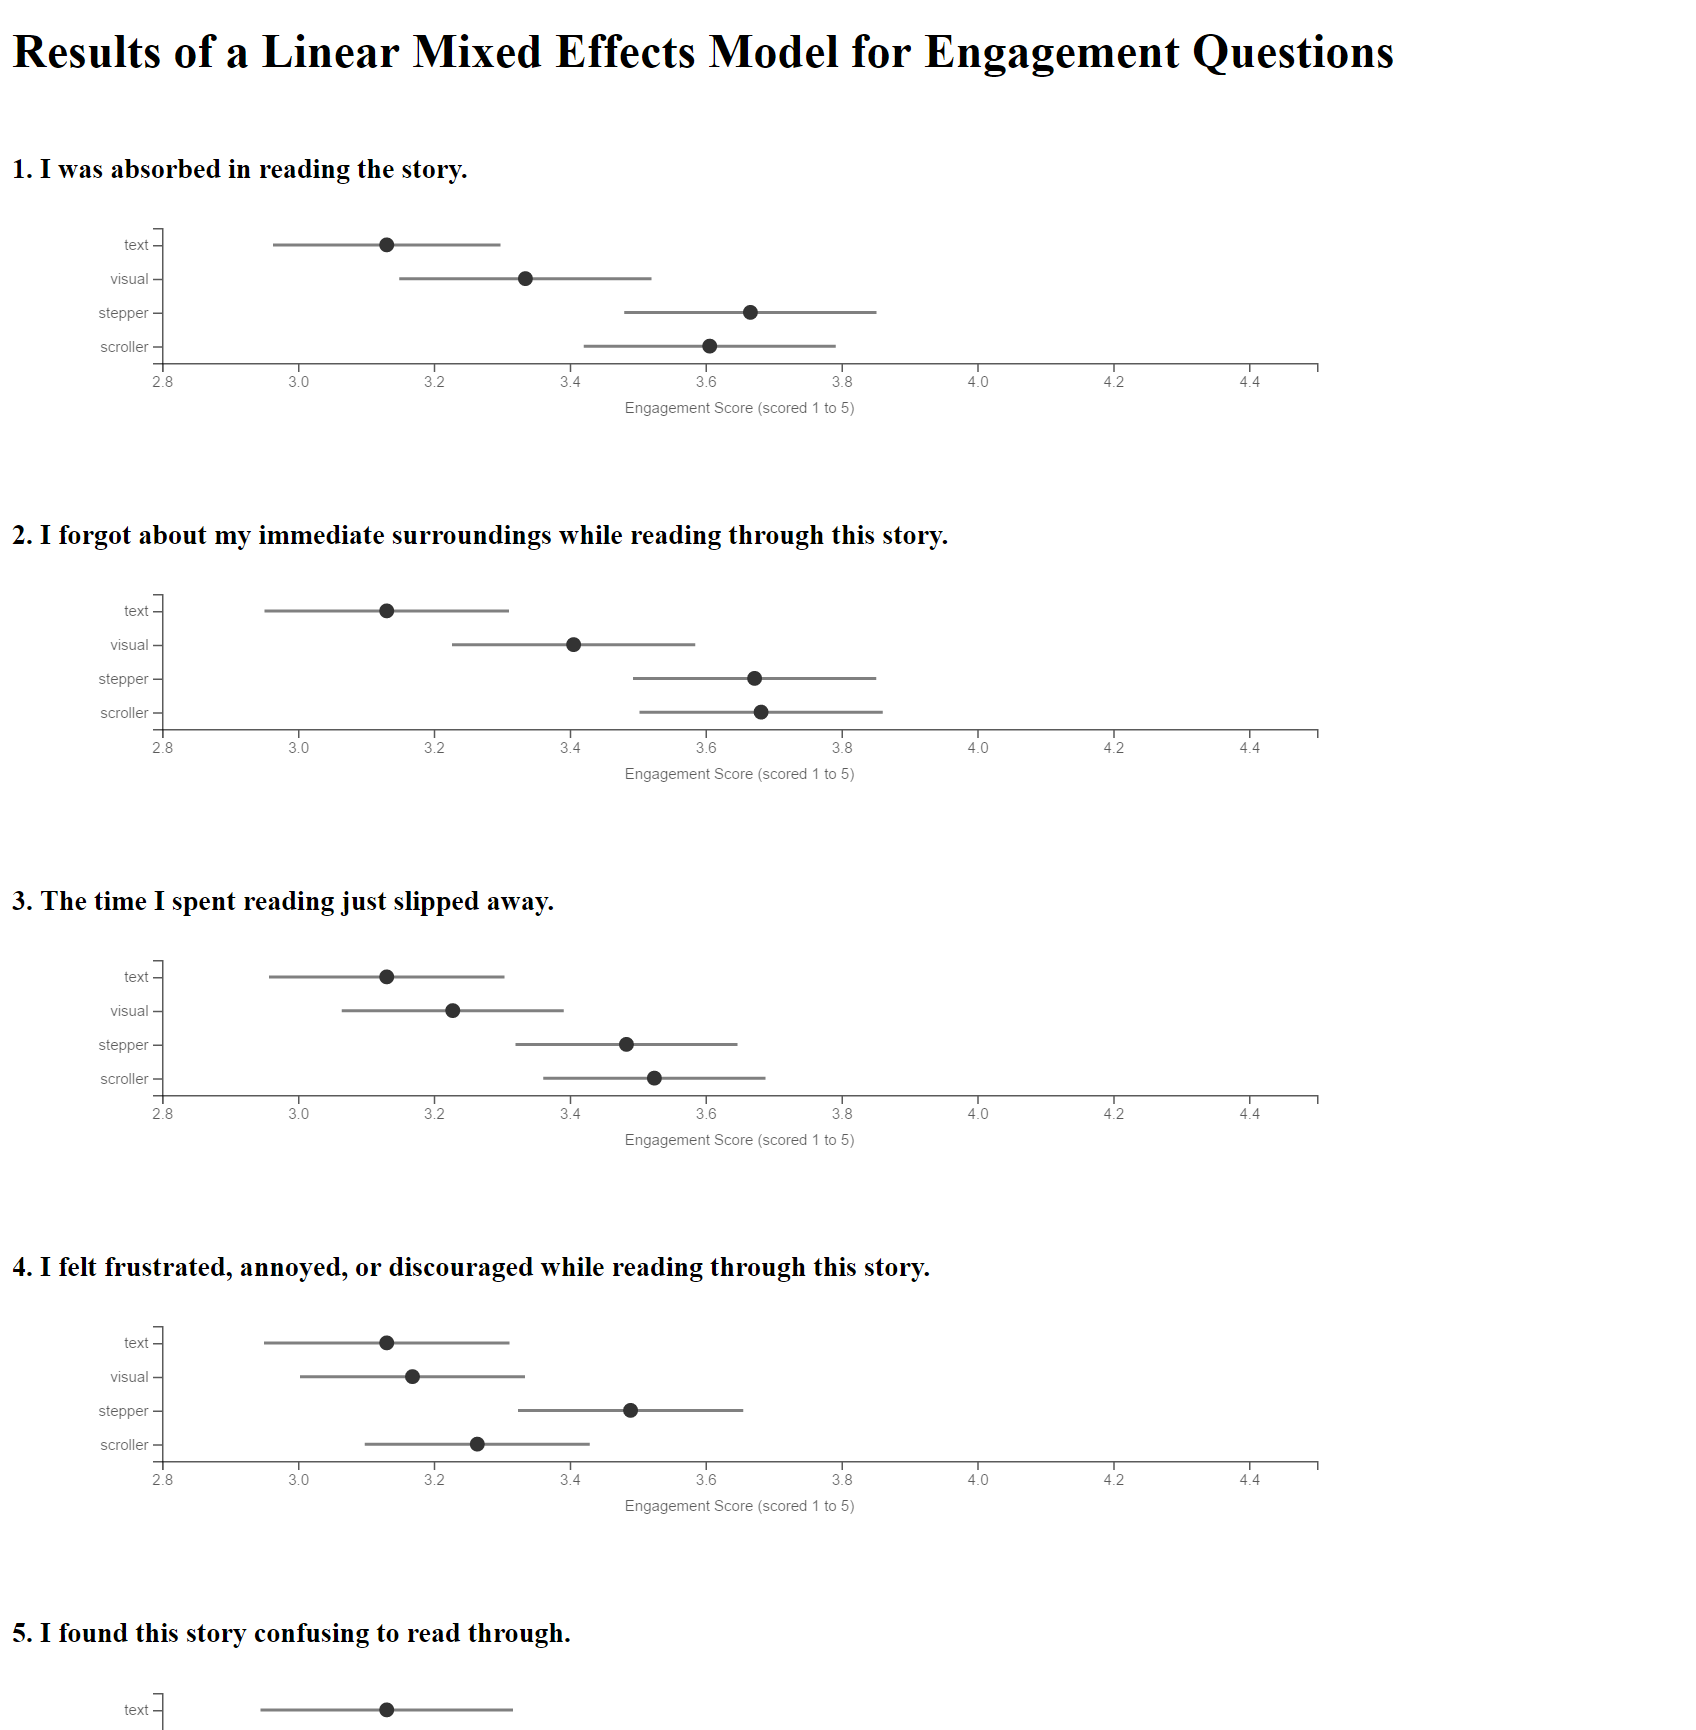 Results of a Linear Mixed Effects Model for Engagement Questions
1. I was absorbed in reading the story.
text
visual
stepper
scroller
2.8 3.0 3.2 3.4 3.6 3.8 4.0 4.2 4.4
Engagement Score (scored 1 to 5)
2. I forgot about my immediate surroundings while reading through this story.
text
visual
stepper
scroller
2.8 3.0 3.2 3.4 3.6 3.8 4.0 4.2 4.4
Engagement Score (scored 1 to 5)
3. The time I spent reading just slipped away.
text
visual
stepper
scroller
2.8 3.0 3.2 3.4 3.6 3.8 4.0 4.2 4.4
Engagement Score (scored 1 to 5)
4. I felt frustrated, annoyed, or discouraged while reading through this story.
text
visual
stepper
scroller
2.8 3.0 3.2 3.4 3.6 3.8 4.0 4.2 4.4
Engagement Score (scored 1 to 5)
5. I found this story confusing to read through.
text